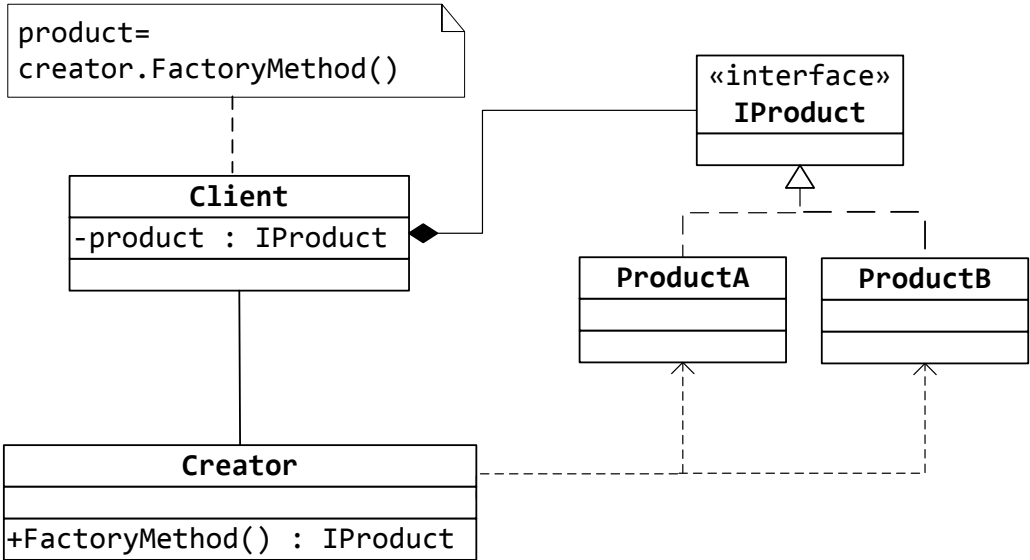 product=
creator.FactoryMethod()
«interface»
IProduct
Client
-product : IProduct
ProductA
ProductB
Creator
+FactoryMethod() : IProduct